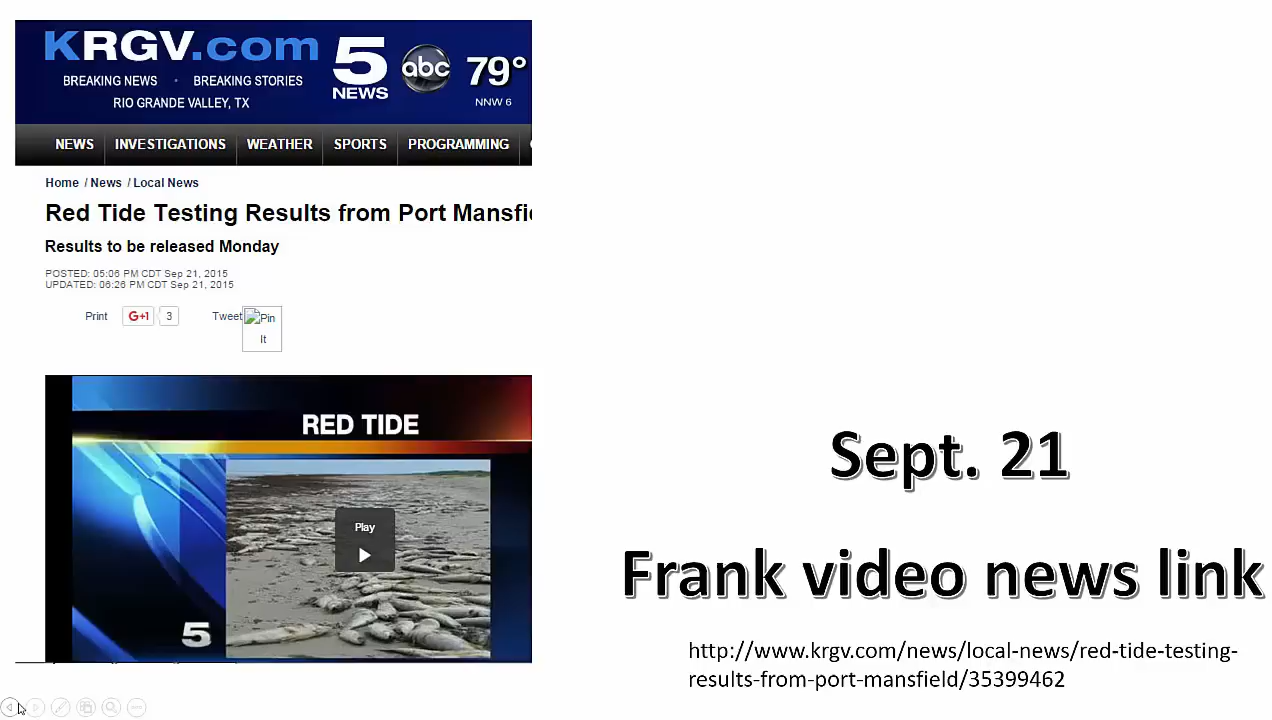 KRGV.com
BREAKING NEWS · BREAKING STORIES
RIO GRANDE VALLEY, TX
5
NEWS
abc
79°
NNW 6
NEWS INVESTIGATIONS WEATHER SPORTS PROGRAMMING
Home / News / Local News
Red Tide Testing Results from Port Mansfi
Results to be released Monday
POSTED: 05:06 PM CDT Sep 21, 2015
UPDATED: 06:26 PM CDT Sep 21, 2015
Print G+1 3 Tweet Pin
It
RED TIDE
Play
5
Sept. 21
Frank video news link
http://www.krgv.com/news/local-news/red-tide-testing-
results-from-port-mansfield/35399462